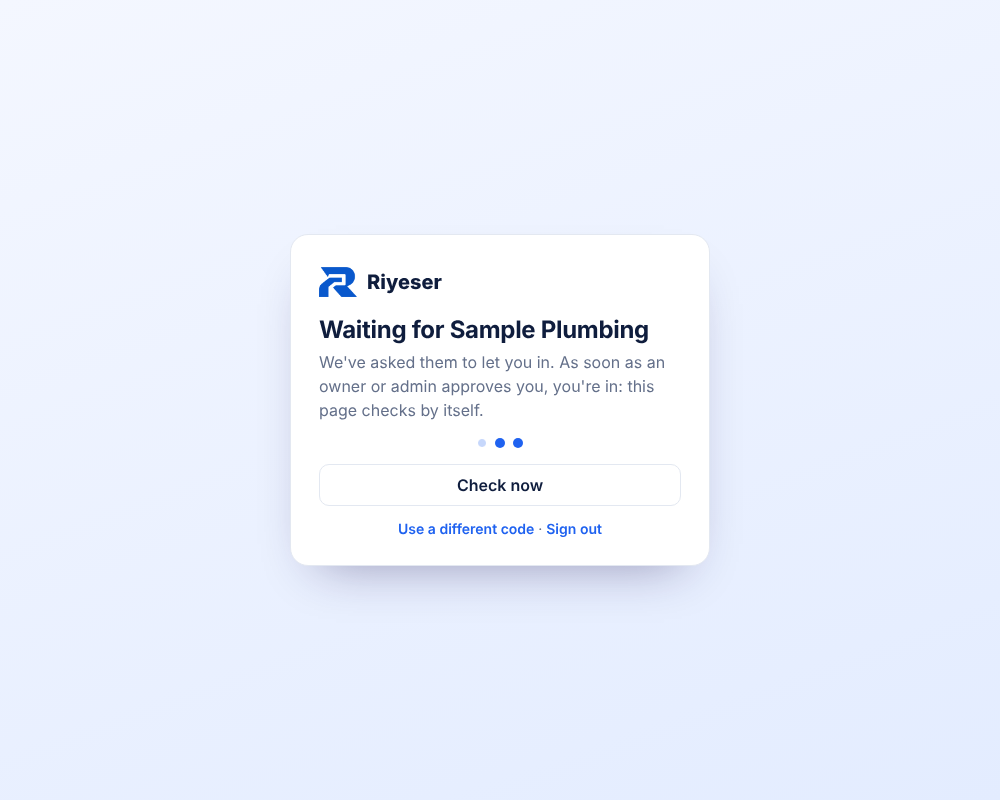 Riyeser
Waiting for Sample Plumbing
We've asked them to let you in. As soon as an
owner or admin approves you, you're in: this
page checks by itself.
Check now
Use a different code · Sign out